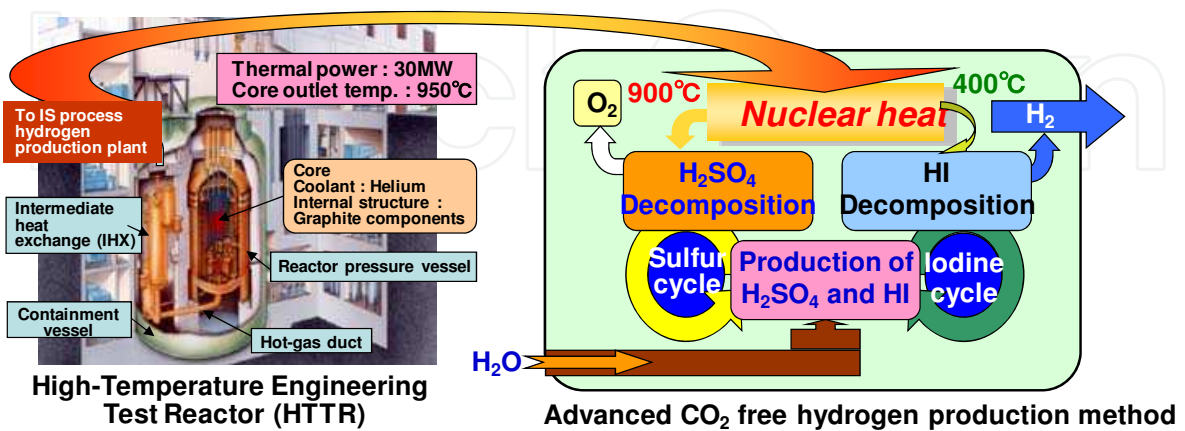 Thermal power : 30MW
Core outlet temp. : 950℃
To IS process
hydrogen
production plant
Core
Coolant : Helium
Internal structure :
Graphite components
Intermediate
heat
exchange (IHX)
Reactor pressure vessel
Containment
vessel
Hot-gas duct
High-Temperature Engineering
Test Reactor (HTTR)
O₂
900℃
400℃
Nuclear heat
H₂
H₂SO₄
Decomposition
HI
Decomposition
Sulfur
cycle
Production of
H₂SO₄ and HI
Iodine
cycle
H₂O
Advanced CO₂ free hydrogen production method